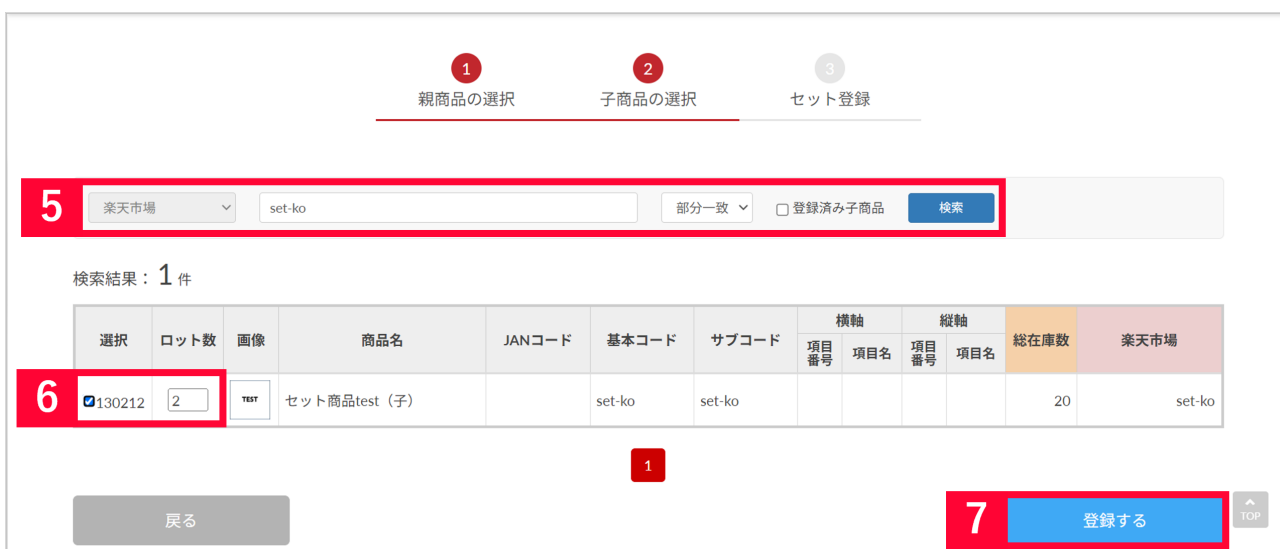 1 2 3
親商品の選択 子商品の選択 セット登録
5 楽天市場 set-ko 部分一致 登録済み子商品 検索
検索結果： 1 件
選択 ロット数 画像 商品名 JANコード 基本コード サブコード 横軸 縦軸 総在庫数 楽天市場
項目番号 項目名 項目番号 項目名
6 130212 2 TEST セット商品test（子） set-ko set-ko 20 set-ko
1
戻る 7 登録する TOP